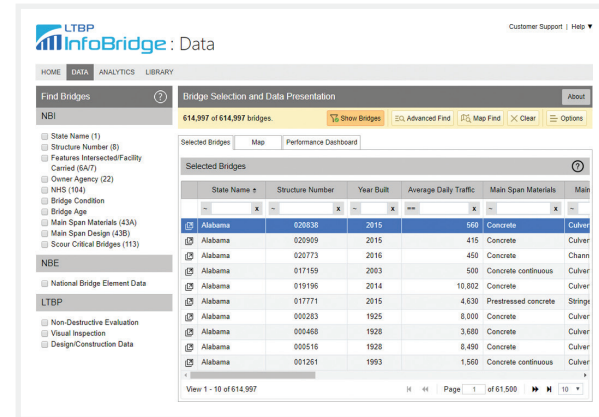 Customer Support | Help ▼
LTBP
InfoBridge : Data
HOME DATA ANALYTICS LIBRARY
Find Bridges ?
NBI
State Name (1)
Structure Number (8)
Features Intersected/Facility
Carried (6A/7)
Owner Agency (22)
NHS (104)
Bridge Condition
Bridge Age
Main Span Materials (43A)
Main Span Design (43B)
Scour Critical Bridges (113)
NBE
National Bridge Element Data
LTBP
Non-Destructive Evaluation
Visual Inspection
Design/Construction Data
Bridge Selection and Data Presentation About
614,997 of 614,997 bridges. Show Bridges Advanced Find Map Find Clear Options
Selected Bridges Map Performance Dashboard
Selected Bridges ?
State Name Structure Number Year Built Average Daily Traffic Main Span Materials Main
~ x ~ x ~ x == x ~ x ~
Alabama 020838 2015 560 Concrete Culver
Alabama 020909 2015 415 Concrete Culver
Alabama 020773 2016 450 Concrete Chann
Alabama 017159 2003 500 Concrete continuous Culver
Alabama 019196 2014 10,802 Concrete Culver
Alabama 017771 2015 4,630 Prestressed concrete Stringe
Alabama 000283 1925 8,000 Concrete Culver
Alabama 000468 1928 3,680 Concrete Culver
Alabama 000516 1928 8,490 Concrete Culver
Alabama 001261 1993 1,560 Concrete continuous Culver
View 1 - 10 of 614,997 Page 1 of 61,500 10 ▼